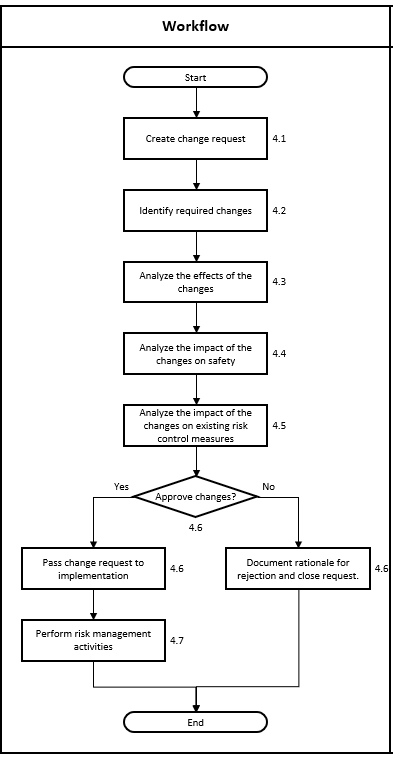 Workflow
Start
Create change request
4.1
Identify required changes
4.2
Analyze the effects of the
changes
4.3
Analyze the impact of the
changes on safety
4.4
Analyze the impact of the
changes on existing risk
control measures
4.5
Yes
No
Approve changes?
4.6
Pass change request to
implementation
4.6
Document rationale for
rejection and close request.
4.6
Perform risk management
activities
4.7
End